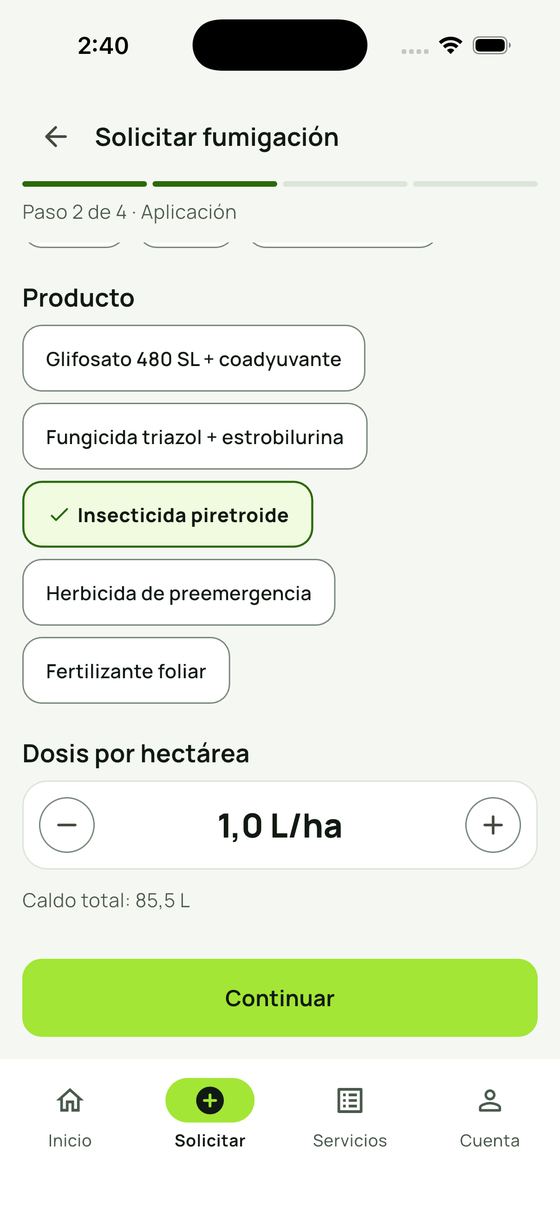 2:40
Solicitar fumigación
Paso 2 de 4 · Aplicación
Producto
Glifosato 480 SL + coadyuvante
Fungicida triazol + estrobilurina
Insecticida piretroide
Herbicida de preemergencia
Fertilizante foliar
Dosis por hectárea
1,0 L/ha
Caldo total: 85,5 L
Continuar
Inicio
Solicitar
Servicios
Cuenta